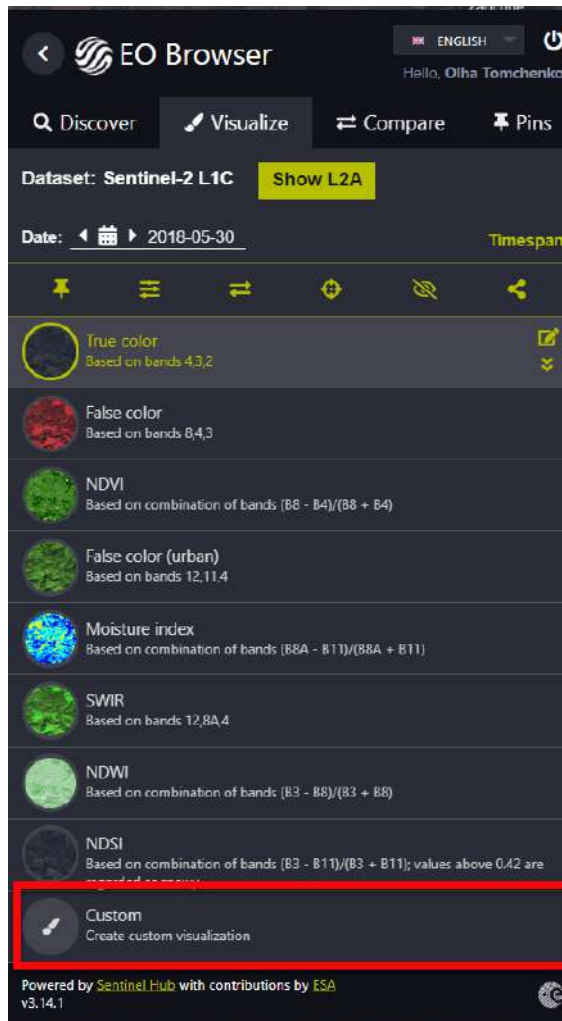 EO Browser
ENGLISH
Hello, Olha Tomchenko
Discover
Visualize
Compare
Pins
Dataset: Sentinel-2 L1C
Show L2A
Date:
2018-05-30
Timespan
True color
Based on bands 4,3,2
False color
Based on bands 8,4,3
NDVI
Based on combination of bands (B8 - B4)/(B8 + B4)
False color (urban)
Based on bands 12,11,4
Moisture index
Based on combination of bands (B8A - B11)/(B8A + B11)
SWIR
Based on bands 12,8A,4
NDWI
Based on combination of bands (B3 - B8)/(B3 + B8)
NDSI
Based on combination of bands (B3 - B11)/(B3 + B11); values above 0.42 are
Custom
Create custom visualization
Powered by Sentinel Hub with contributions by ESA
v3.14.1